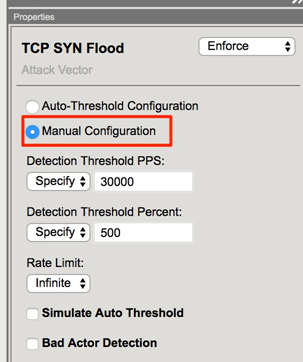 Properties
TCP SYN Flood
Enforce
Attack Vector
Auto-Threshold Configuration
Manual Configuration
Detection Threshold PPS:
Specify 30000
Detection Threshold Percent:
Specify 500
Rate Limit:
Infinite
Simulate Auto Threshold
Bad Actor Detection